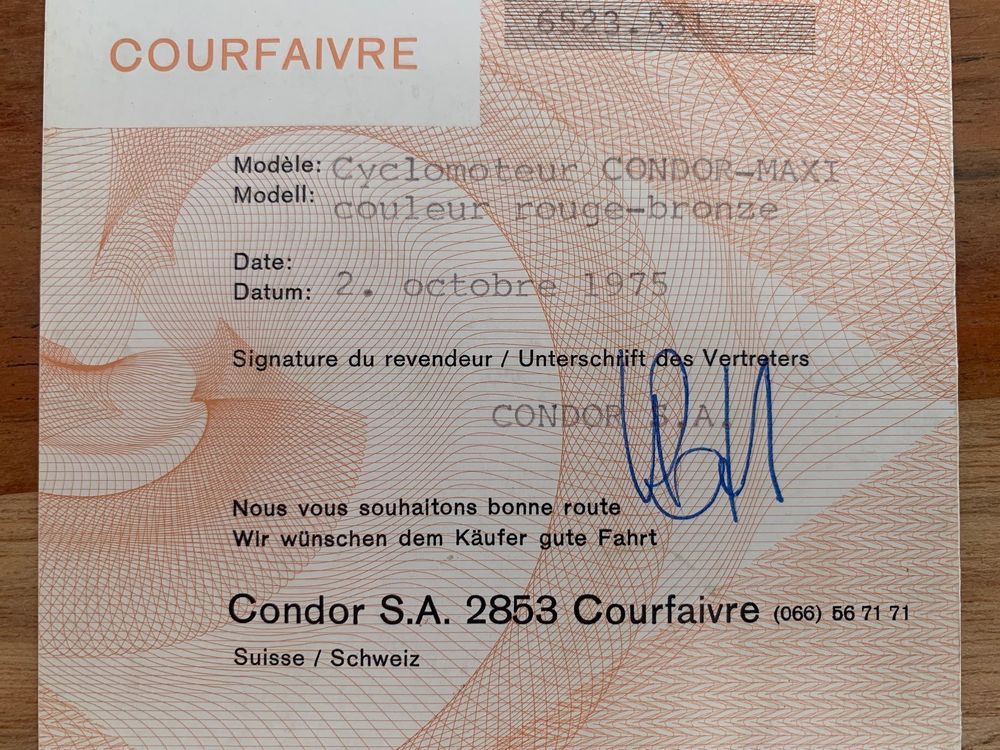 COURFAIVRE
6523.531
Modèle: Cyclomoteur CONDOR-MAXI
Modell: couleur rouge-bronze
Date:
Datum: 2. octobre 1975
Signature du revendeur / Unterschrift des Vertreters
CONDOR S.A.
Nous vous souhaitons bonne route
Wir wünschen dem Käufer gute Fahrt
Condor S.A. 2853 Courfaivre (066) 56 71 71
Suisse / Schweiz